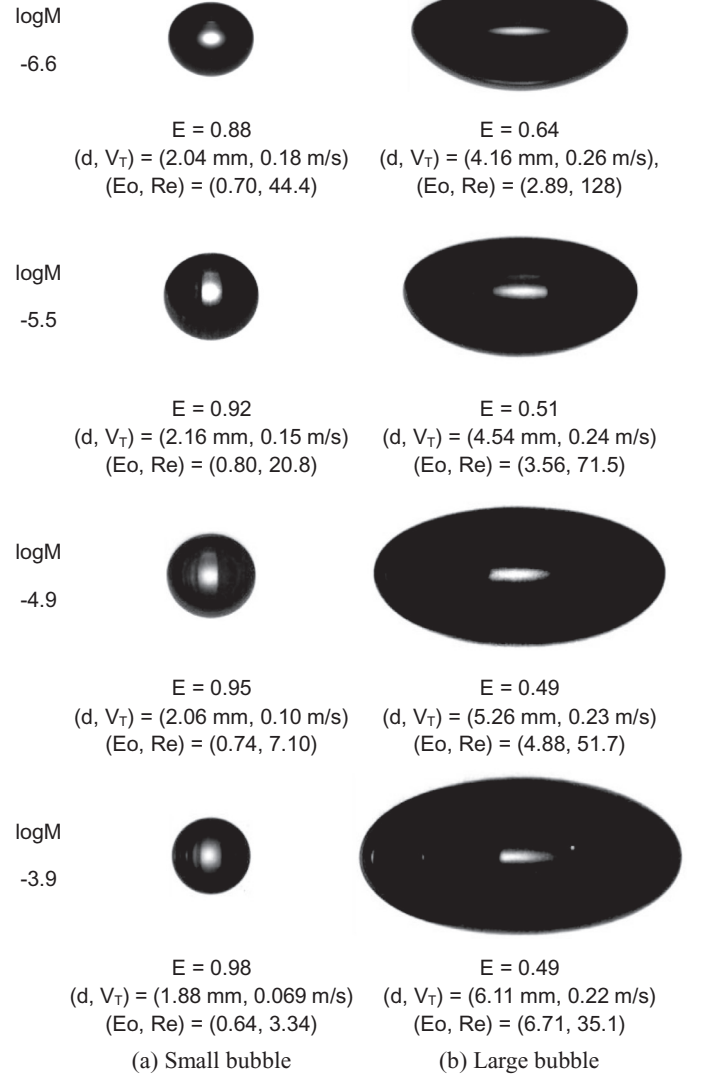 logM
-6.6
E = 0.88 E = 0.64
(d, V_T) = (2.04 mm, 0.18 m/s) (d, V_T) = (4.16 mm, 0.26 m/s),
(Eo, Re) = (0.70, 44.4) (Eo, Re) = (2.89, 128)
logM
-5.5
E = 0.92 E = 0.51
(d, V_T) = (2.16 mm, 0.15 m/s) (d, V_T) = (4.54 mm, 0.24 m/s)
(Eo, Re) = (0.80, 20.8) (Eo, Re) = (3.56, 71.5)
logM
-4.9
E = 0.95 E = 0.49
(d, V_T) = (2.06 mm, 0.10 m/s) (d, V_T) = (5.26 mm, 0.23 m/s)
(Eo, Re) = (0.74, 7.10) (Eo, Re) = (4.88, 51.7)
logM
-3.9
E = 0.98 E = 0.49
(d, V_T) = (1.88 mm, 0.069 m/s) (d, V_T) = (6.11 mm, 0.22 m/s)
(Eo, Re) = (0.64, 3.34) (Eo, Re) = (6.71, 35.1)
(a) Small bubble (b) Large bubble